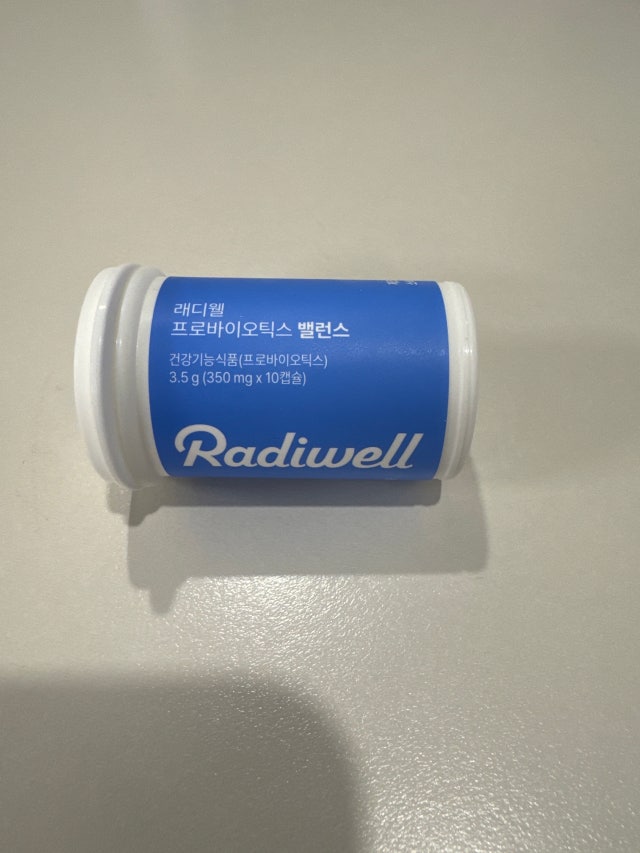 래디웰
프로바이오틱스 밸런스
건강기능식품(프로바이오틱스)
3.5 g (350 mg x 10캡슐)
Radiwell